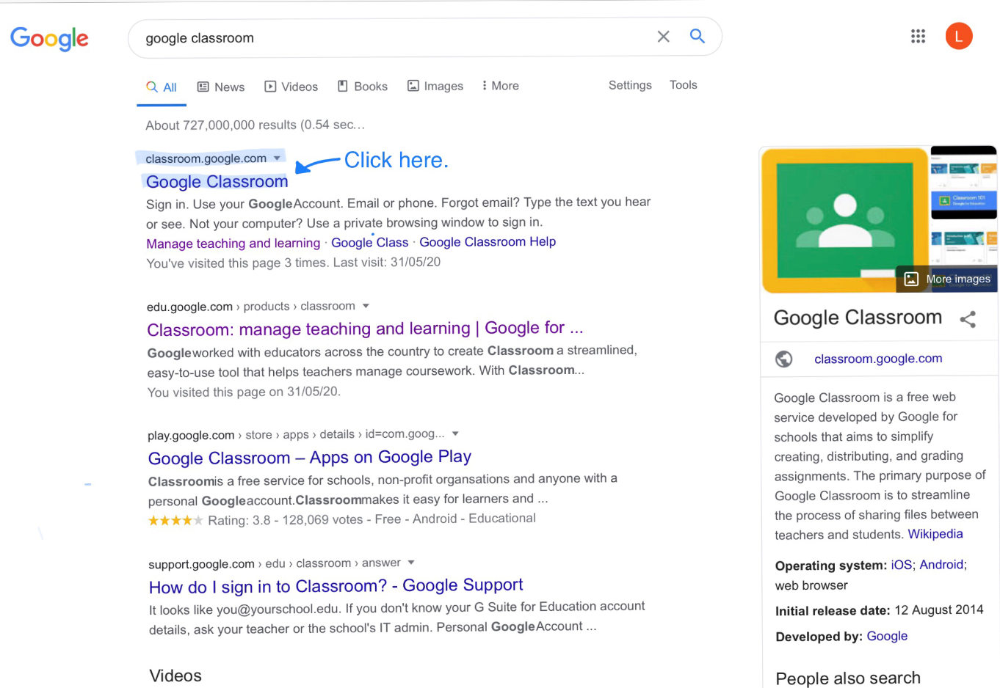 Google
google classroom
L
All News Videos Books Images More Settings Tools
About 727,000,000 results (0.54 sec...
classroom.google.com
Click here.
Google Classroom
Sign in. Use your Google Account. Email or phone. Forgot email? Type the text you hear
or see. Not your computer? Use a private browsing window to sign in.
Manage teaching and learning · Google Class · Google Classroom Help
You've visited this page 3 times. Last visit: 31/05/20
edu.google.com › products › classroom
Classroom: manage teaching and learning | Google for ...
Google worked with educators across the country to create Classroom a streamlined,
easy-to-use tool that helps teachers manage coursework. With Classroom...
You visited this page on 31/05/20.
play.google.com › store › apps › details › id=com.goog...
Google Classroom – Apps on Google Play
Classroom is a free service for schools, non-profit organsations and anyone with a
personal Google account. Classroom makes it easy for learners and ...
Rating: 3.8 - 128,069 votes - Free - Android - Educational
support.google.com › edu › classroom › answer
How do I sign in to Classroom? - Google Support
It looks like you@yourschool.edu. If you don't know your G Suite for Education account
details, ask your teacher or the school's IT admin. Personal Google Account ...
Videos
Classroom 101
Google for Education
More images
Google Classroom
classroom.google.com
Google Classroom is a free web
service developed by Google for
schools that aims to simplify
creating, distributing, and grading
assignments. The primary purpose of
Google Classroom is to streamline
the process of sharing files between
teachers and students. Wikipedia
Operating system: iOS; Android;
web browser
Initial release date: 12 August 2014
Developed by: Google
People also search